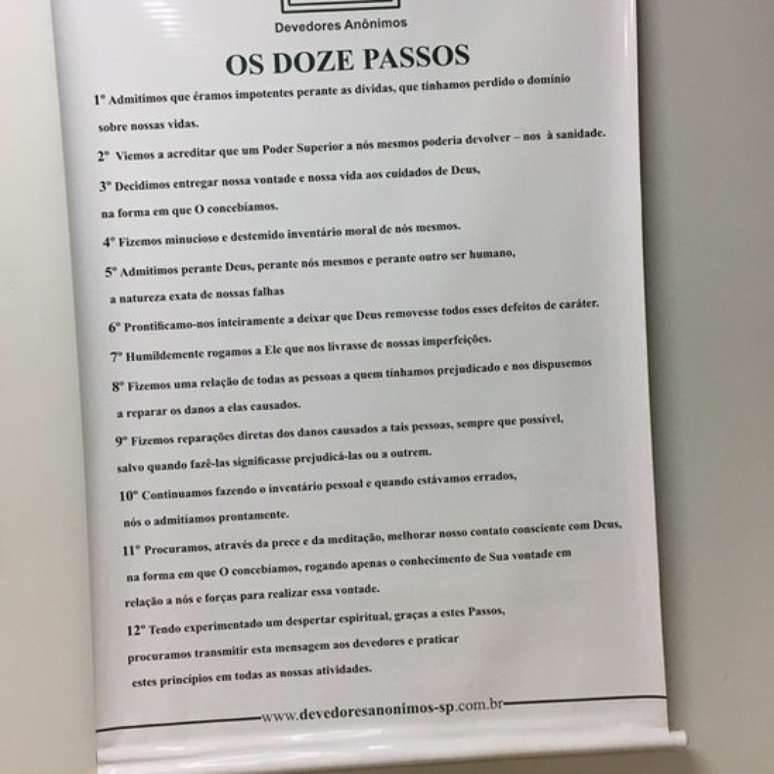 Devedores Anônimos
OS DOZE PASSOS
1º Admitimos que éramos impotentes perante as dívidas, que tínhamos perdido o domínio
sobre nossas vidas.
2º Viemos a acreditar que um Poder Superior a nós mesmos poderia devolver – nos à sanidade.
3º Decidimos entregar nossa vontade e nossa vida aos cuidados de Deus,
na forma em que O concebíamos.
4º Fizemos minucioso e destemido inventário moral de nós mesmos.
5º Admitimos perante Deus, perante nós mesmos e perante outro ser humano,
a natureza exata de nossas falhas
6º Prontificamo-nos inteiramente a deixar que Deus removesse todos esses defeitos de caráter.
7º Humildemente rogamos a Ele que nos livrasse de nossas imperfeições.
8º Fizemos uma relação de todas as pessoas a quem tínhamos prejudicado e nos dispusemos
a reparar os danos a elas causados.
9º Fizemos reparações diretas dos danos causados a tais pessoas, sempre que possível,
salvo quando fazê-las significasse prejudicá-las ou a outrem.
10º Continuamos fazendo o inventário pessoal e quando estávamos errados,
nós o admitíamos prontamente.
11º Procuramos, através da prece e da meditação, melhorar nosso contato consciente com Deus,
na forma em que O concebíamos, rogando apenas o conhecimento de Sua vontade em
relação a nós e forças para realizar essa vontade.
12º Tendo experimentado um despertar espiritual, graças a estes Passos,
procuramos transmitir esta mensagem aos devedores e praticar
estes princípios em todas as nossas atividades.
www.devedoresanonimos-sp.com.br